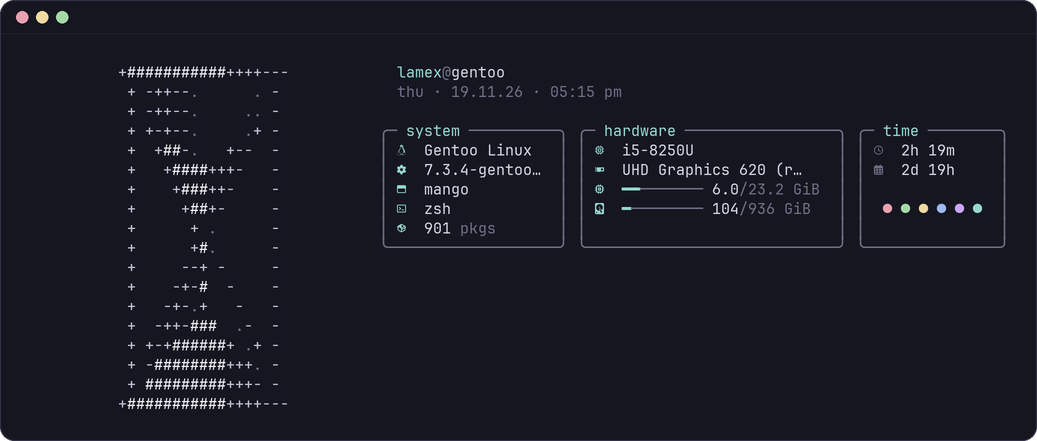 lamex@gentoo
thu · 19.11.26 · 05:15 pm
system
Gentoo Linux
7.3.4-gentoo…
mango
zsh
901 pkgs
hardware
i5-8250U
UHD Graphics 620 (r…
6.0/23.2 GiB
104/936 GiB
time
2h 19m
2d 19h